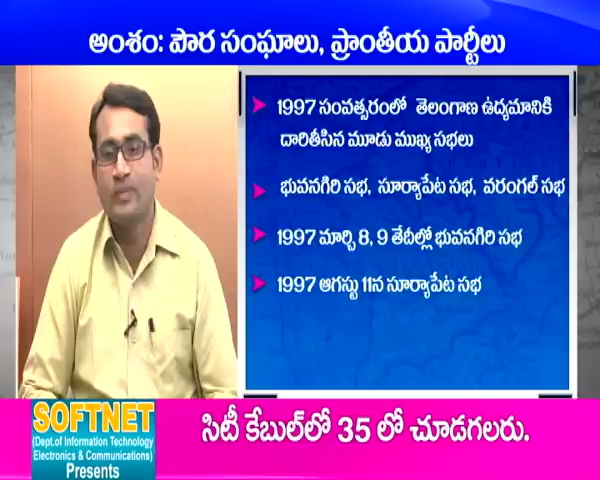 అంశం: పౌర సంఘాలు, ప్రాంతీయ పార్టీలు
1997 సంవత్సరంలో తెలంగాణ ఉద్యమానికి
దారితీసిన మూడు ముఖ్య సభలు
భువనగిరి సభ, సూర్యాపేట సభ, వరంగల్ సభ
1997 మార్చి 8, 9 తేదీల్లో భువనగిరి సభ
1997 ఆగస్టు 11న సూర్యాపేట సభ
SOFTNET
(Dept.of Information Technology
Electronics & Communications)
Presents
సిటీ కేబుల్‌లో 35 లో చూడగలరు.